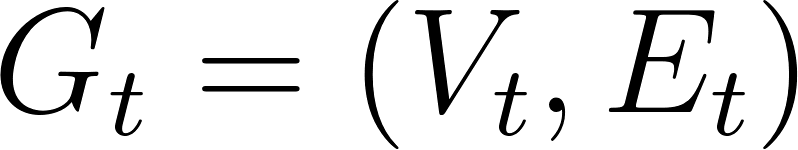 G_t = (V_t, E_t)